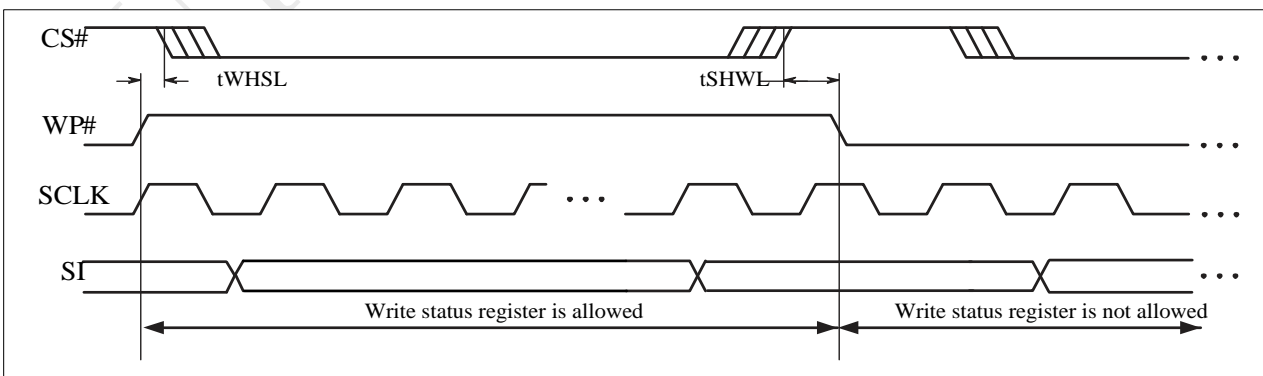 CS#
tWHSL
tSHWL
WP#
SCLK
SI
Write status register is allowed
Write status register is not allowed